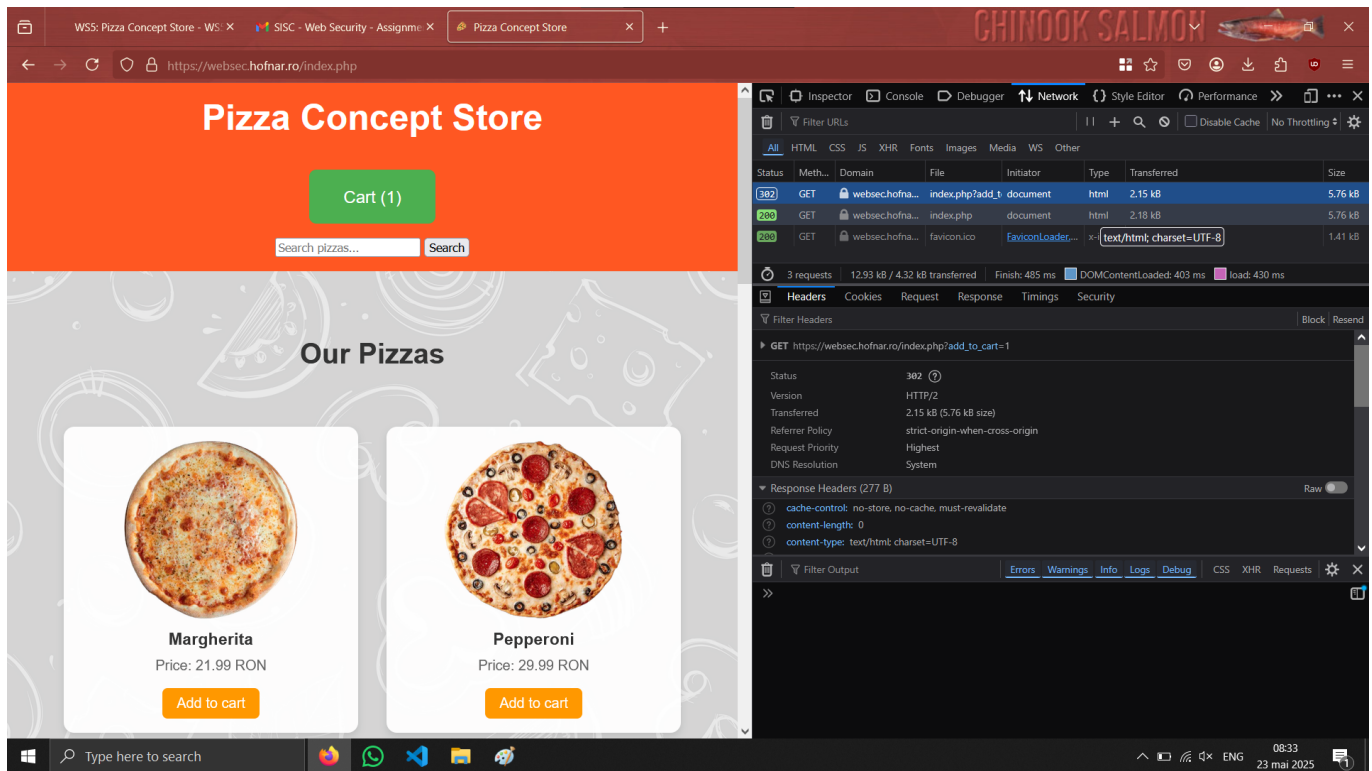 WS5: Pizza Concept Store - WS:
SISC - Web Security - Assignme
Pizza Concept Store
CHINOOK SALMON
https://websec.hofnar.ro/index.php
Pizza Concept Store
Cart (1)
Search pizzas...
Search
Our Pizzas
Margherita
Price: 21.99 RON
Add to cart
Pepperoni
Price: 29.99 RON
Add to cart
Inspector Console Debugger Network Style Editor Performance
Filter URLs
Disable Cache No Throttling
All HTML CSS JS XHR Fonts Images Media WS Other
Status Meth... Domain File Initiator Type Transferred Size
302 GET websec.hofna... index.php?add_t document html 2.15 kB 5.76 kB
200 GET websec.hofna... index.php document html 2.18 kB 5.76 kB
200 GET websec.hofna... favicon.ico FaviconLoader.... x-i text/html; charset=UTF-8 1.41 kB
3 requests 12.93 kB / 4.32 kB transferred Finish: 485 ms DOMContentLoaded: 403 ms load: 430 ms
Headers Cookies Request Response Timings Security
Filter Headers Block Resend
GET https://websec.hofnar.ro/index.php?add_to_cart=1
Status 302
Version HTTP/2
Transferred 2.15 kB (5.76 kB size)
Referrer Policy strict-origin-when-cross-origin
Request Priority Highest
DNS Resolution System
Response Headers (277 B) Raw
cache-control: no-store, no-cache, must-revalidate
content-length: 0
content-type: text/html; charset=UTF-8
Filter Output Errors Warnings Info Logs Debug CSS XHR Requests
Type here to search
ENG
08:33
23 mai 2025
1